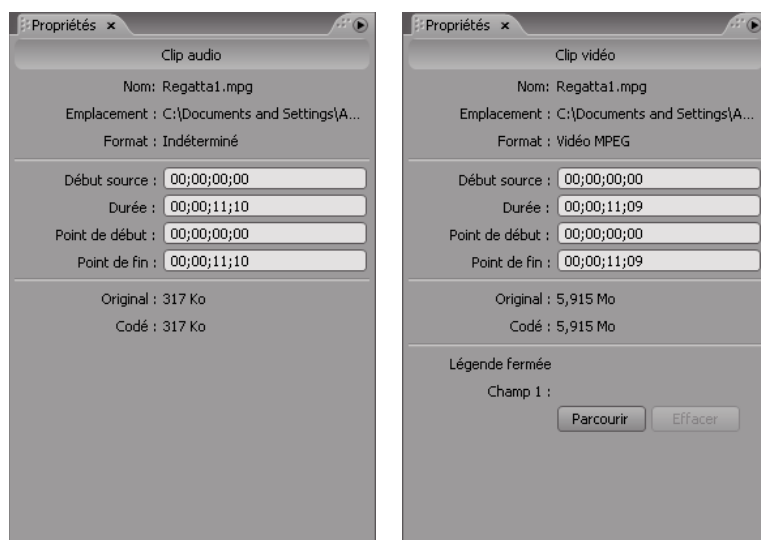 Propriétés ×
Clip audio
Nom: Regatta1.mpg
Emplacement : C:\Documents and Settings\A...
Format : Indéterminé
Début source : 00;00;00;00
Durée : 00;00;11;10
Point de début : 00;00;00;00
Point de fin : 00;00;11;10
Original : 317 Ko
Codé : 317 Ko
Propriétés ×
Clip vidéo
Nom: Regatta1.mpg
Emplacement : C:\Documents and Settings\A...
Format : Vidéo MPEG
Début source : 00;00;00;00
Durée : 00;00;11;09
Point de début : 00;00;00;00
Point de fin : 00;00;11;09
Original : 5,915 Mo
Codé : 5,915 Mo
Légende fermée
Champ 1 :
Parcourir Effacer